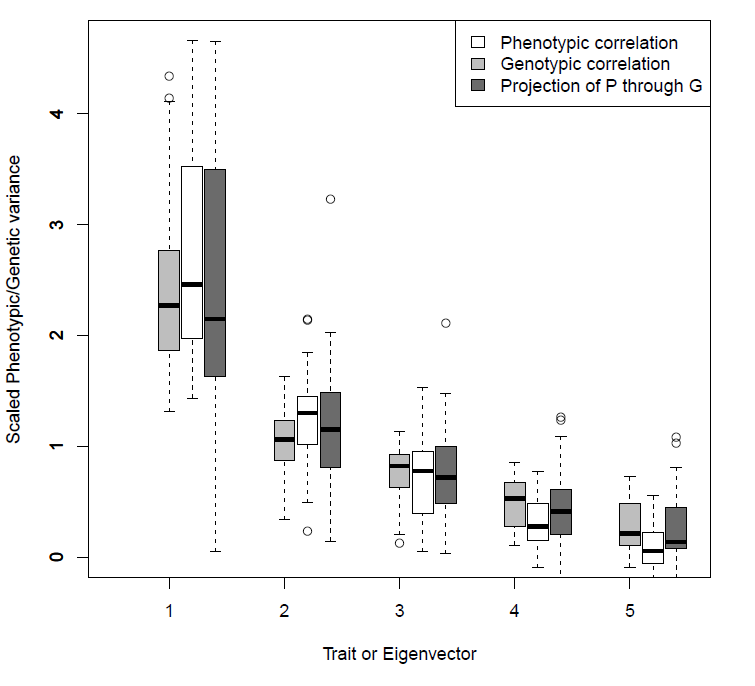 Phenotypic correlation
Genotypic correlation
Projection of P through G
4
3
2
1
0
Scaled Phenotypic/Genetic variance
1 2 3 4 5
Trait or Eigenvector